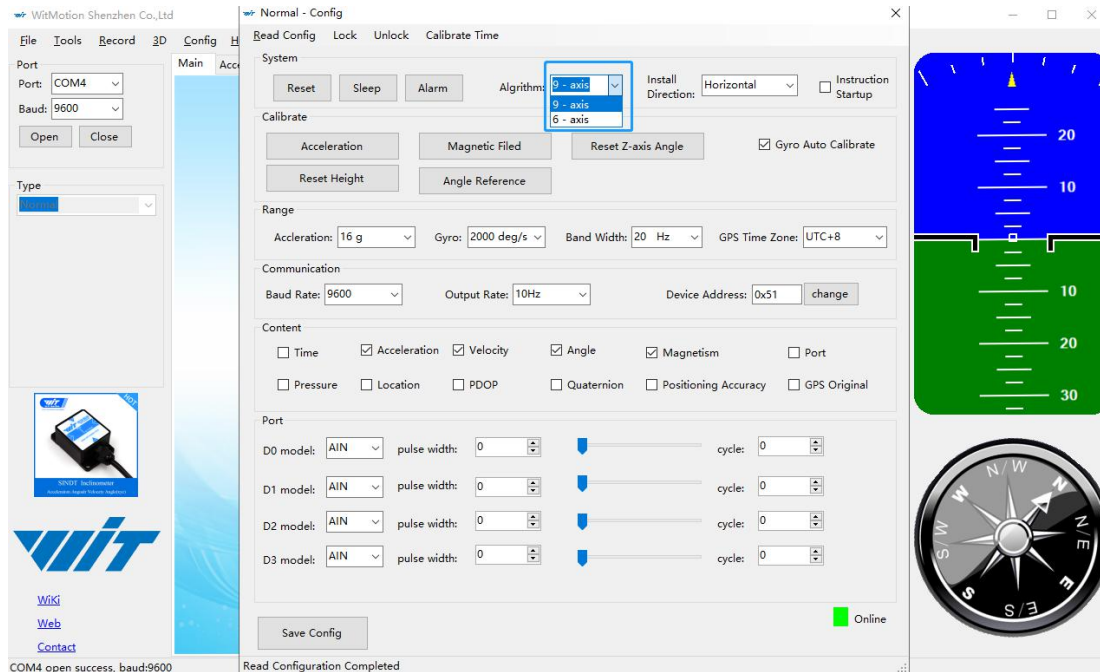 WitMotion Shenzhen Co.,Ltd
File Tools Record 3D Config H
Port
Port: COM4
Baud: 9600
Open Close
Type
Normal
HOT
WIT
SINDT Inclinometer
WIT
WiKi
Web
Contact
COM4 open success, baud:9600
Main Acce
Normal - Config
Read Config Lock Unlock Calibrate Time
System
Reset Sleep Alarm Algrithm: 9 - axis Install Direction: Horizontal Instruction Startup
9 - axis
6 - axis
Calibrate
Acceleration Magnetic Filed Reset Z-axis Angle Gyro Auto Calibrate
Reset Height Angle Reference
Range
Accleration: 16 g Gyro: 2000 deg/s Band Width: 20 Hz GPS Time Zone: UTC+8
Communication
Baud Rate: 9600 Output Rate: 10Hz Device Address: 0x51 change
Content
Time Acceleration Velocity Angle Magnetism Port
Pressure Location PDOP Quaternion Positioning Accuracy GPS Original
Port
D0 model: AIN pulse width: 0 cycle: 0
D1 model: AIN pulse width: 0 cycle: 0
D2 model: AIN pulse width: 0 cycle: 0
D3 model: AIN pulse width: 0 cycle: 0
Online
Save Config
Read Configuration Completed
20
10
10
20
30
N/W
N
N/E
E
S/E
S
S/W
W